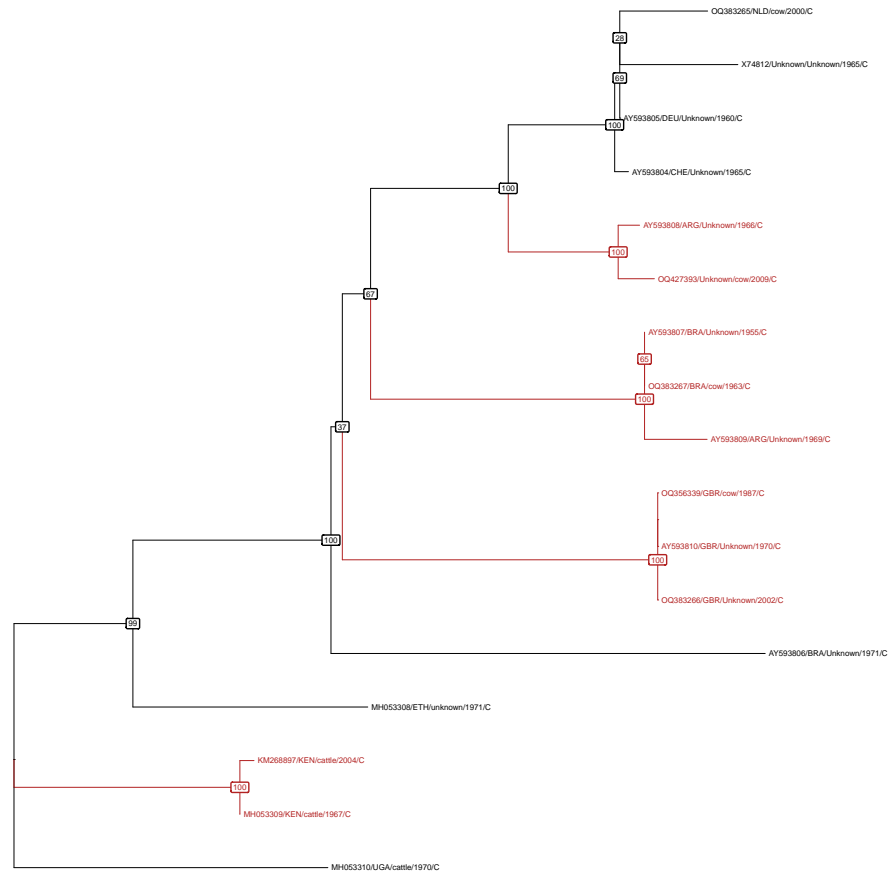 OQ383265/NLD/cow/2000/C
28
X74812/Unknown/Unknown/1965/C
69
AY593805/DEU/Unknown/1960/C
100
AY593804/CHE/Unknown/1965/C
100
AY593808/ARG/Unknown/1966/C
100
OQ427393/Unknown/cow/2009/C
67
AY593807/BRA/Unknown/1955/C
65
OQ383267/BRA/cow/1963/C
100
37
AY593809/ARG/Unknown/1969/C
OQ356339/GBR/cow/1987/C
100
AY593810/GBR/Unknown/1970/C
100
OQ383266/GBR/Unknown/2002/C
99
AY593806/BRA/Unknown/1971/C
MH053308/ETH/unknown/1971/C
KM268897/KEN/cattle/2004/C
100
MH053309/KEN/cattle/1967/C
MH053310/UGA/cattle/1970/C